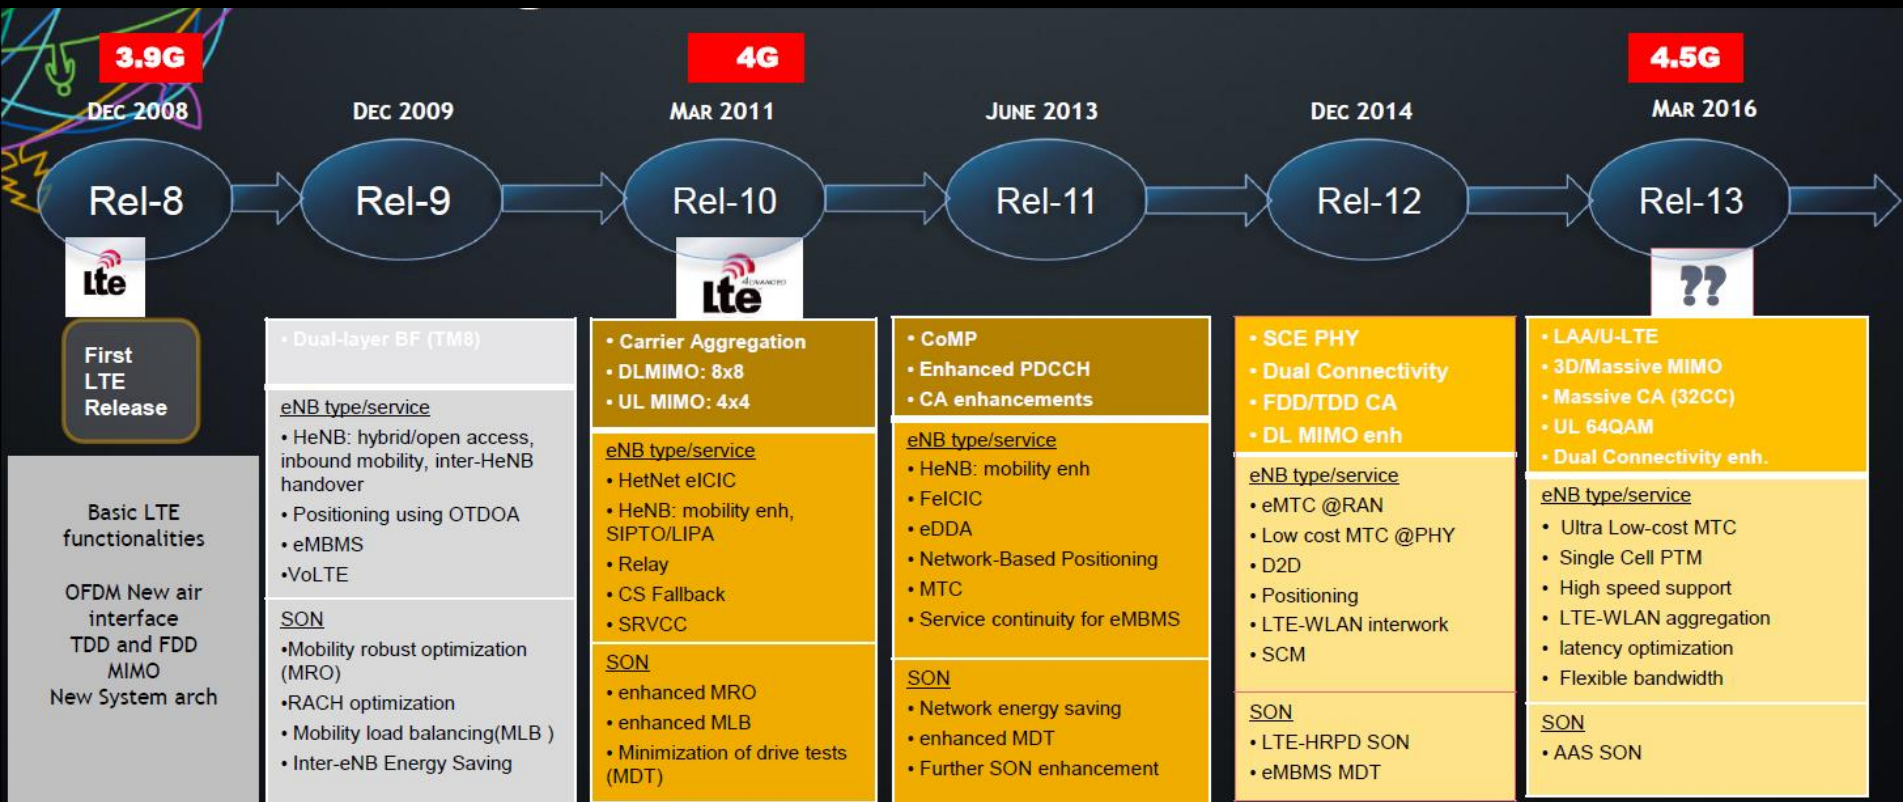 3.9G
4G
4.5G
DEC 2008
DEC 2009
MAR 2011
JUNE 2013
DEC 2014
MAR 2016
Rel-8
Rel-9
Rel-10
Rel-11
Rel-12
Rel-13
Lte
Lte
ADVANCED
??
First
LTE
Release
Basic LTE
functionalities
OFDM New air
interface
TDD and FDD
MIMO
New System arch
• Dual-layer BF (TM8)
eNB type/service
• HeNB: hybrid/open access,
inbound mobility, inter-HeNB
handover
• Positioning using OTDOA
• eMBMS
•VoLTE
SON
•Mobility robust optimization
(MRO)
•RACH optimization
• Mobility load balancing(MLB )
• Inter-eNB Energy Saving
• Carrier Aggregation
• DLMIMO: 8x8
• UL MIMO: 4x4
eNB type/service
• HetNet eICIC
• HeNB: mobility enh,
SIPTO/LIPA
• Relay
• CS Fallback
• SRVCC
SON
• enhanced MRO
• enhanced MLB
• Minimization of drive tests
(MDT)
• CoMP
• Enhanced PDCCH
• CA enhancements
eNB type/service
• HeNB: mobility enh
• FeICIC
• eDDA
• Network-Based Positioning
• MTC
• Service continuity for eMBMS
SON
• Network energy saving
• enhanced MDT
• Further SON enhancement
• SCE PHY
• Dual Connectivity
• FDD/TDD CA
• DL MIMO enh
eNB type/service
• eMTC @RAN
• Low cost MTC @PHY
• D2D
• Positioning
• LTE-WLAN interwork
• SCM
SON
• LTE-HRPD SON
• eMBMS MDT
• LAA/U-LTE
• 3D/Massive MIMO
• Massive CA (32CC)
• UL 64QAM
• Dual Connectivity enh.
eNB type/service
• Ultra Low-cost MTC
• Single Cell PTM
• High speed support
• LTE-WLAN aggregation
• latency optimization
• Flexible bandwidth
SON
• AAS SON